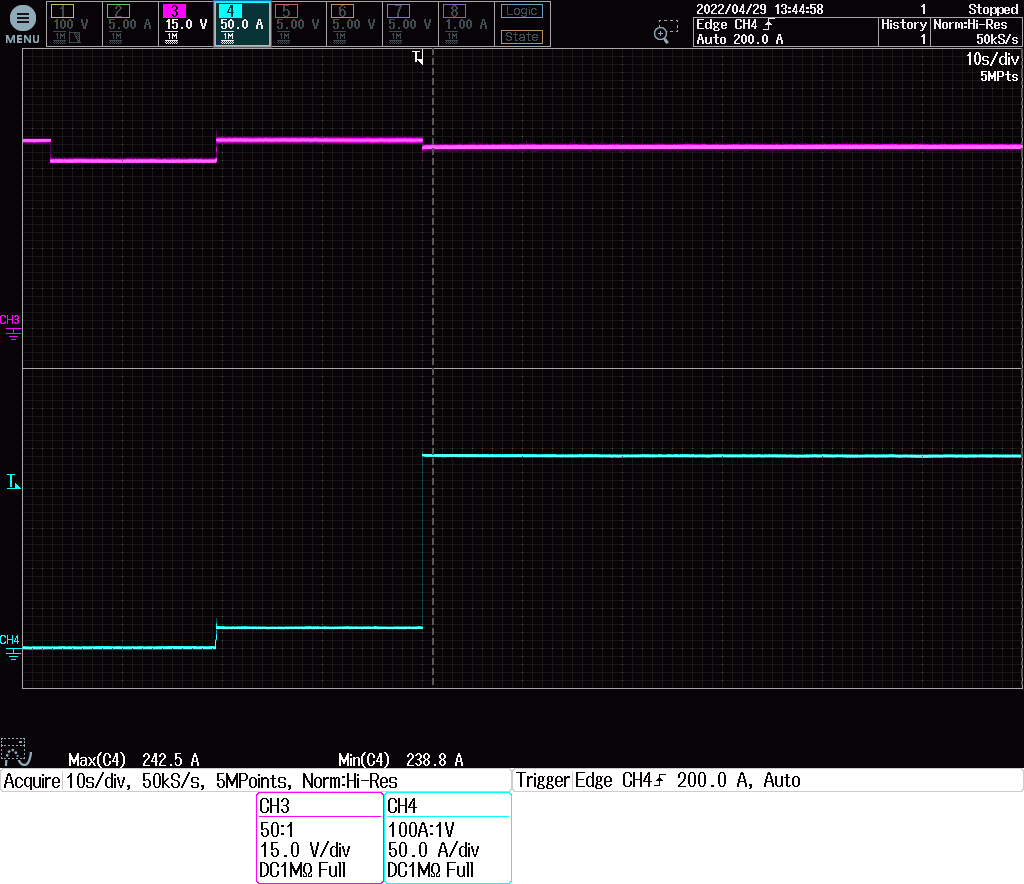 MENU
1 2 3 4 5 6 7 8 Logic
100 V 5.00 A 15.0 V 50.0 A 5.00 V 5.00 V 5.00 V 1.00 A
1M 1M 1M 1M 1M 1M 1M 1M State
2022/04/29 13:44:58 1 Stopped
Edge CH4 History Norm:Hi-Res
Auto 200.0 A 1 50kS/s
T
10s/div
5MPts
CH3
T
CH4
Max(C4) 242.5 A Min(C4) 238.8 A
Acquire 10s/div, 50kS/s, 5MPoints, Norm:Hi-Res Trigger Edge CH4 200.0 A, Auto
CH3 CH4
50:1 100A:1V
15.0 V/div 50.0 A/div
DC1MΩ Full DC1MΩ Full